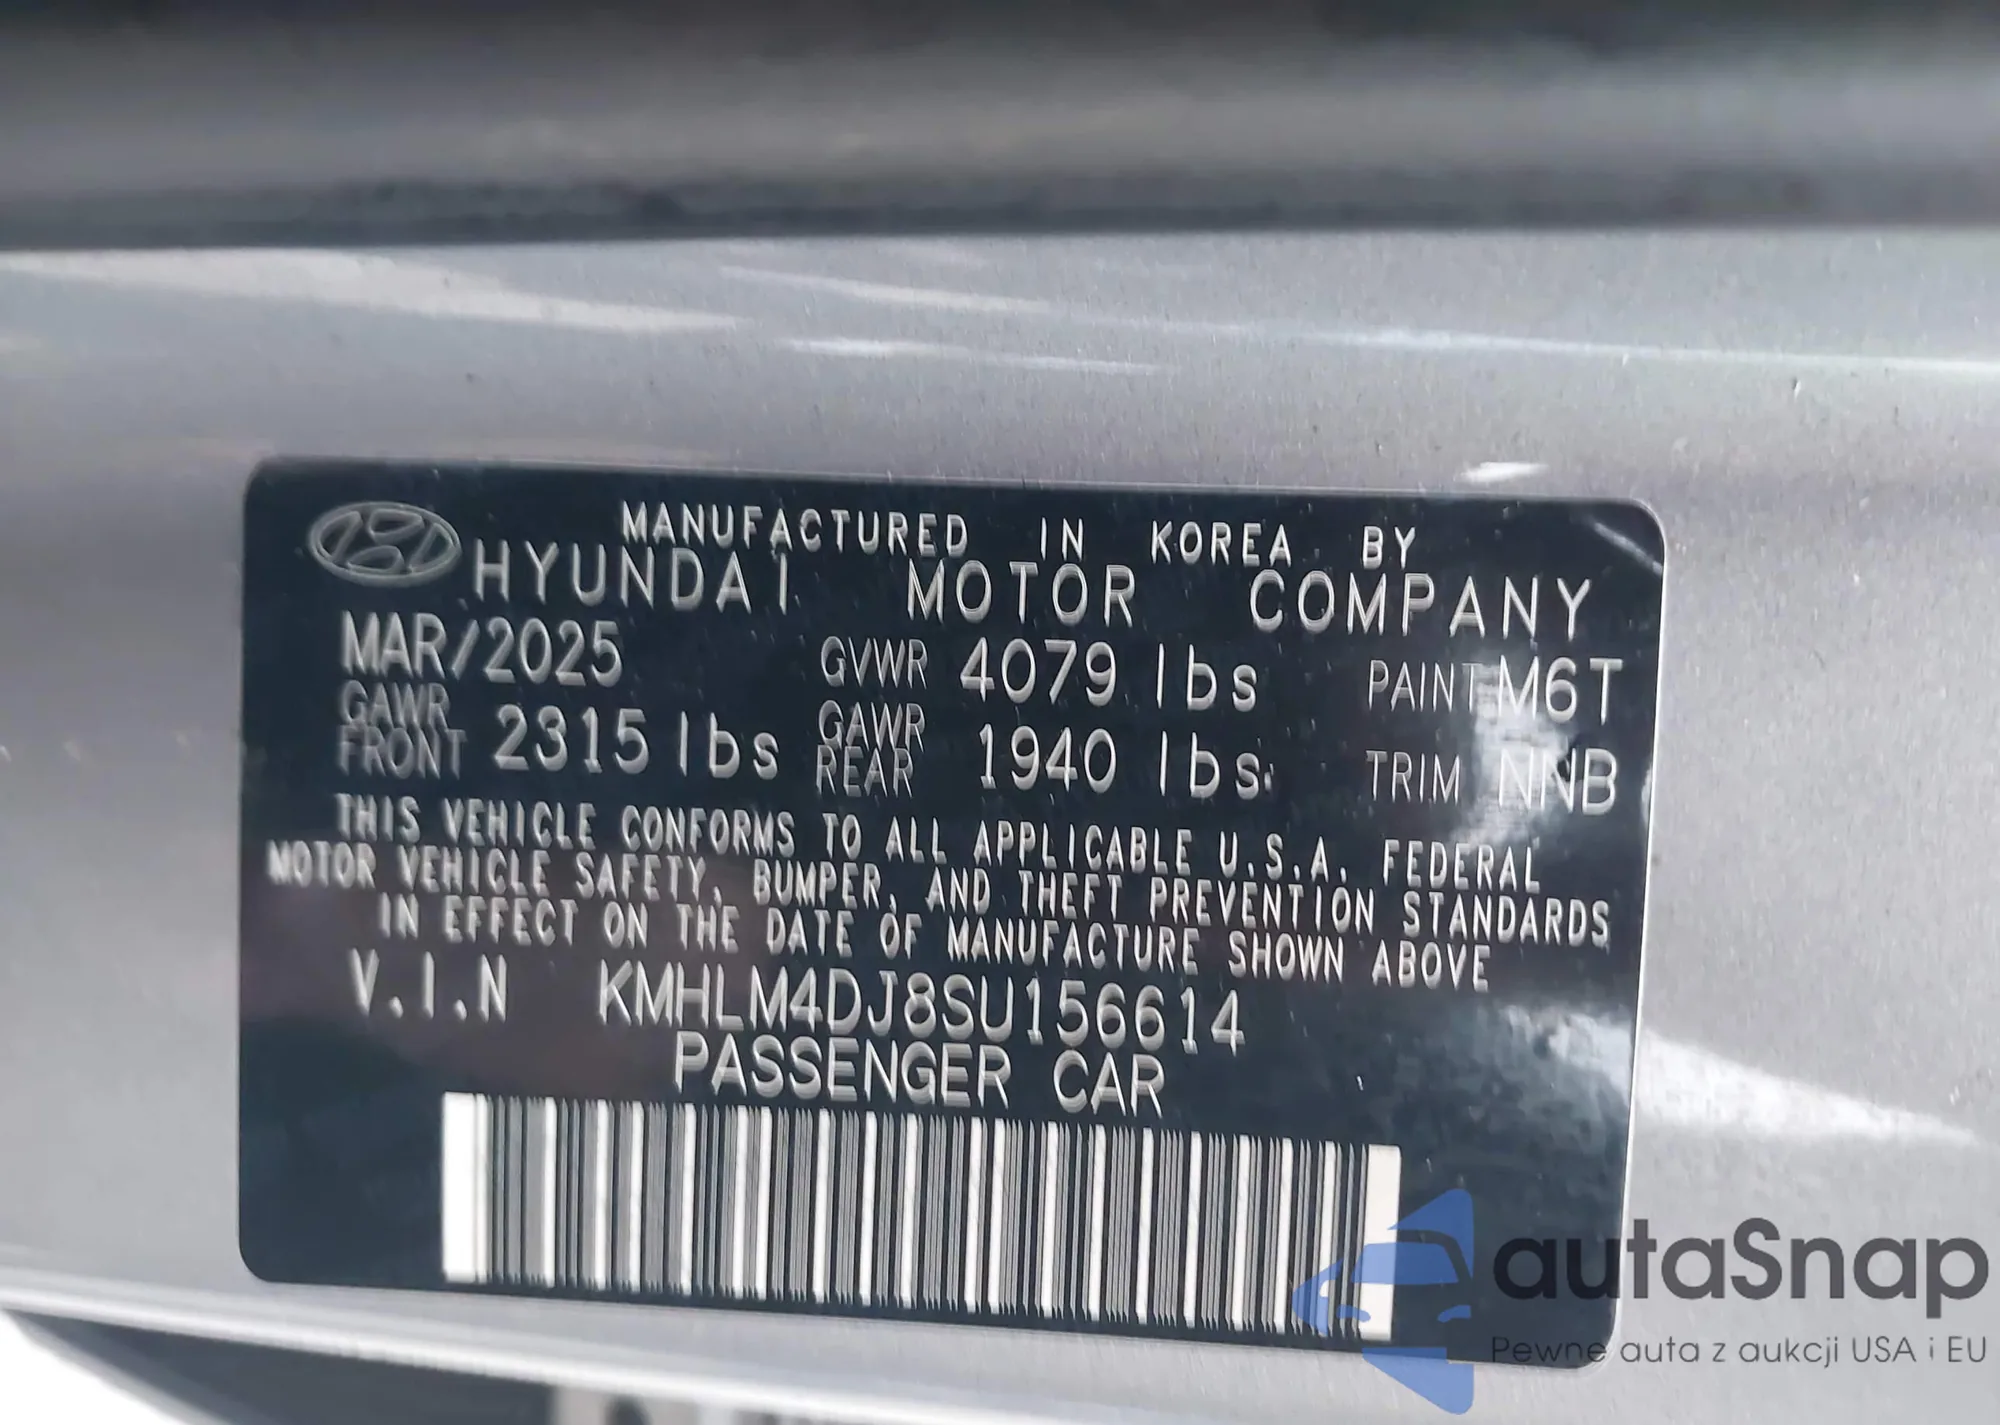 MANUFACTURED IN KOREA BY
HYUNDAI MOTOR COMPANY
MAR/2025 GVWR 4079 lbs PAINT M6T
GAWR FRONT 2315 lbs GAWR REAR 1940 lbs TRIM NNB
THIS VEHICLE CONFORMS TO ALL APPLICABLE U.S.A. FEDERAL
MOTOR VEHICLE SAFETY, BUMPER, AND THEFT PREVENTION STANDARDS
IN EFFECT ON THE DATE OF MANUFACTURE SHOWN ABOVE
V.I.N KMHLM4DJ8SU156614
PASSENGER CAR
autaSnap
Pewne auta z aukcji USA i EU